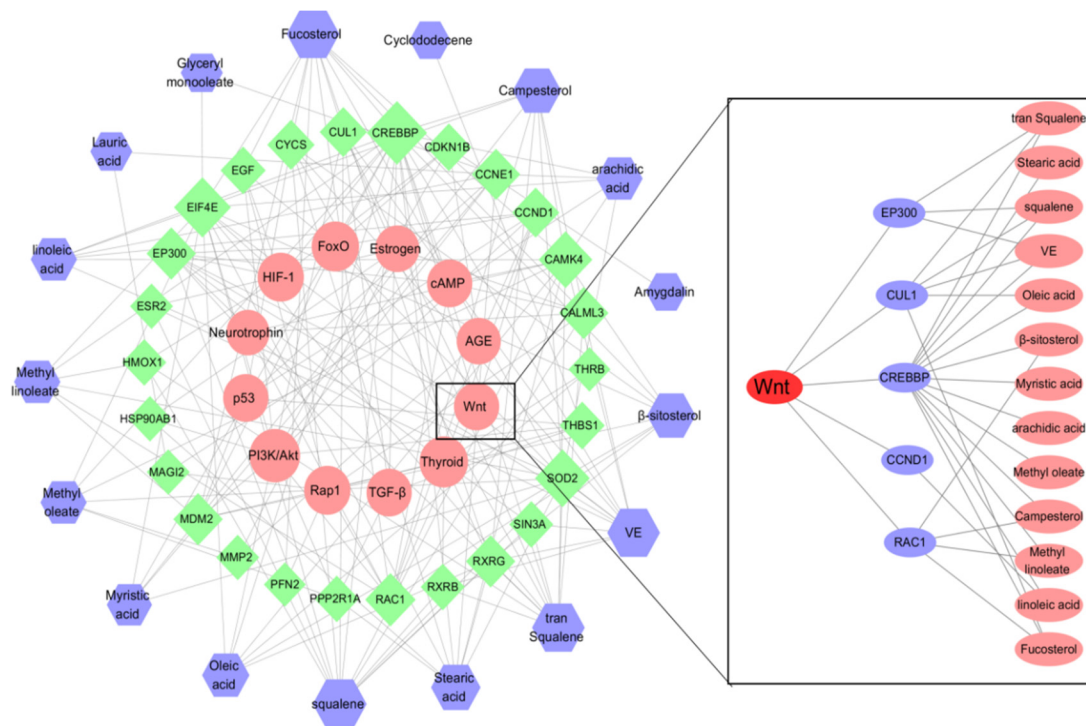 Fucosterol
Cyclododecene
Glyceryl
monooleate
Campesterol
Lauric
acid
arachidic
acid
linoleic
acid
Amygdalin
Methyl
linoleate
β-sitosterol
Methyl
oleate
VE
Myristic
acid
tran
Squalene
Oleic
acid
Stearic
acid
squalene
CREBBP
CUL1
CDKN1B
CYCS
CCNE1
EGF
CCND1
EIF4E
CAMK4
EP300
CALML3
ESR2
THRB
HMOX1
THBS1
HSP90AB1
SOD2
MAGI2
SIN3A
MDM2
RXRG
MMP2
RXRB
PFN2
PPP2R1A
RAC1
FoxO
Estrogen
HIF-1
cAMP
Neurotrophin
AGE
p53
Wnt
PI3K/Akt
Thyroid
Rap1
TGF-β
Wnt
EP300
CUL1
CREBBP
CCND1
RAC1
tran Squalene
Stearic acid
squalene
VE
Oleic acid
β-sitosterol
Myristic acid
arachidic acid
Methyl oleate
Campesterol
Methyl
linoleate
linoleic acid
Fucosterol